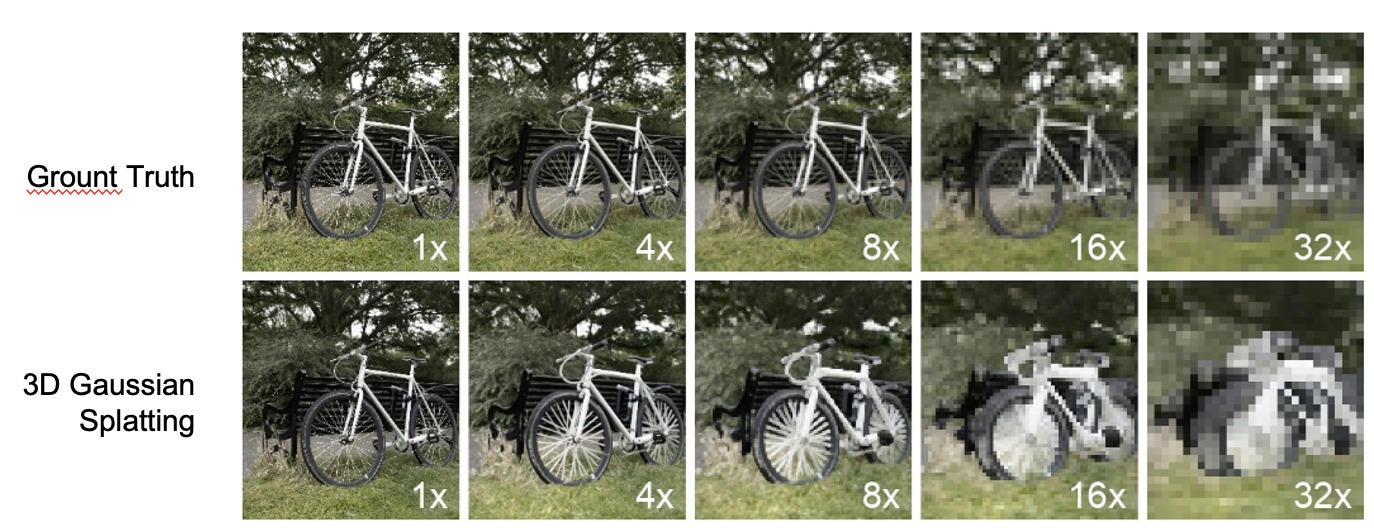 Grount Truth
1x
4x
8x
16x
32x
3D Gaussian
Splatting
1x
4x
8x
16x
32x